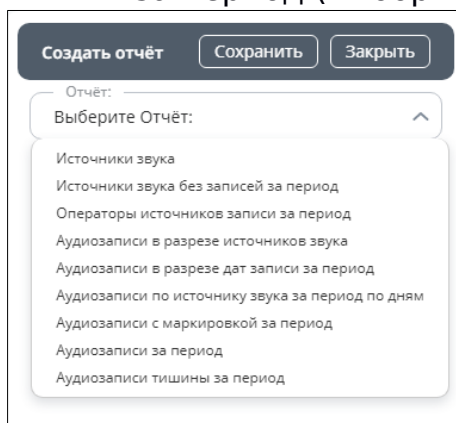 Создать отчёт Сохранить Закрыть
Отчёт:
Выберите Отчёт:
Источники звука
Источники звука без записей за период
Операторы источников записи за период
Аудиозаписи в разрезе источников звука
Аудиозаписи в разрезе дат записи за период
Аудиозаписи по источнику звука за период по дням
Аудиозаписи с маркировкой за период
Аудиозаписи за период
Аудиозаписи тишины за период